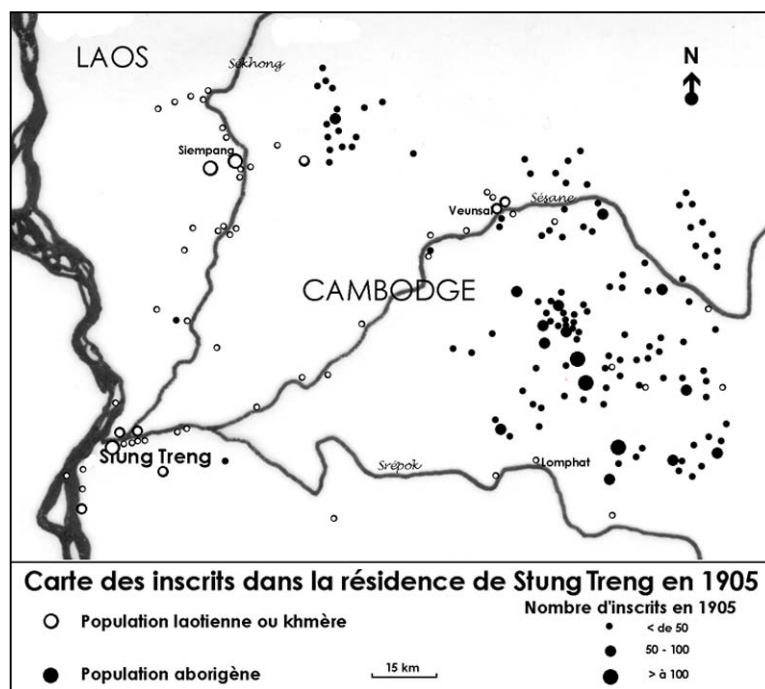 LAOS
Sékhong
N
Siempang
Veunsai
Sésane
CAMBODGE
Stung Treng
Srépok
Lomphat
Carte des inscrits dans la résidence de Stung Treng en 1905
Nombre d'inscrits en 1905
Population laotienne ou khmère
< de 50
50 - 100
Population aborigène
15 km
> à 100